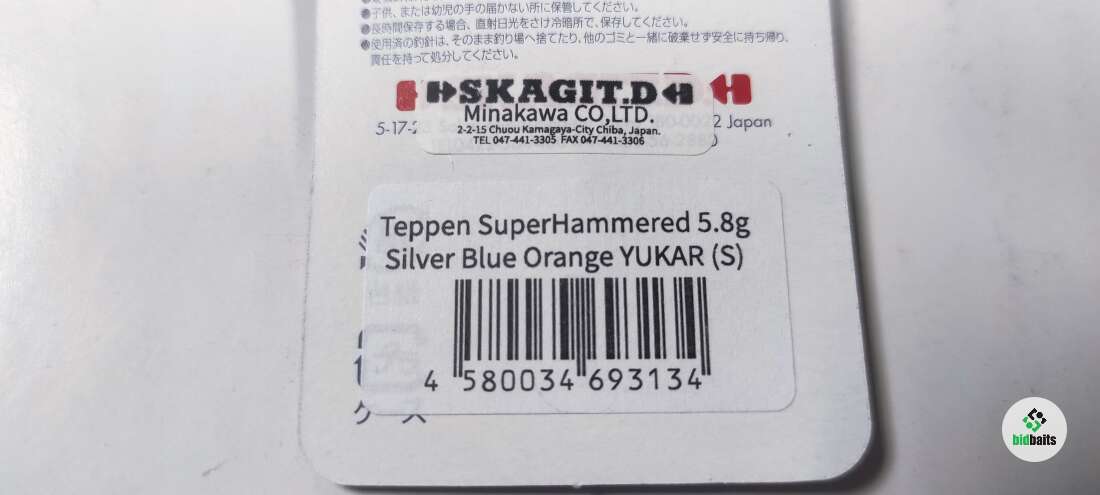 ●子供、または幼児の手の届かない所に保管してください。
●長時間保存する場合、直射日光をさけ冷暗所で、保存してください。
●使用済の釣針は、そのまま釣り場へ捨てたり、他のゴミと一緒に破棄せず安全に持ち帰り、
責任を持って処分してください。
SKAGIT.D
Minakawa CO,LTD.
5-17-
2 Japan
2-2-15 Chuou Kamagaya-City Chiba, Japan.
TEL 047-441-3305 FAX 047-441-3306
Teppen SuperHammered 5.8g
Silver Blue Orange YUKAR (S)
4 580034 693134
bidbaits